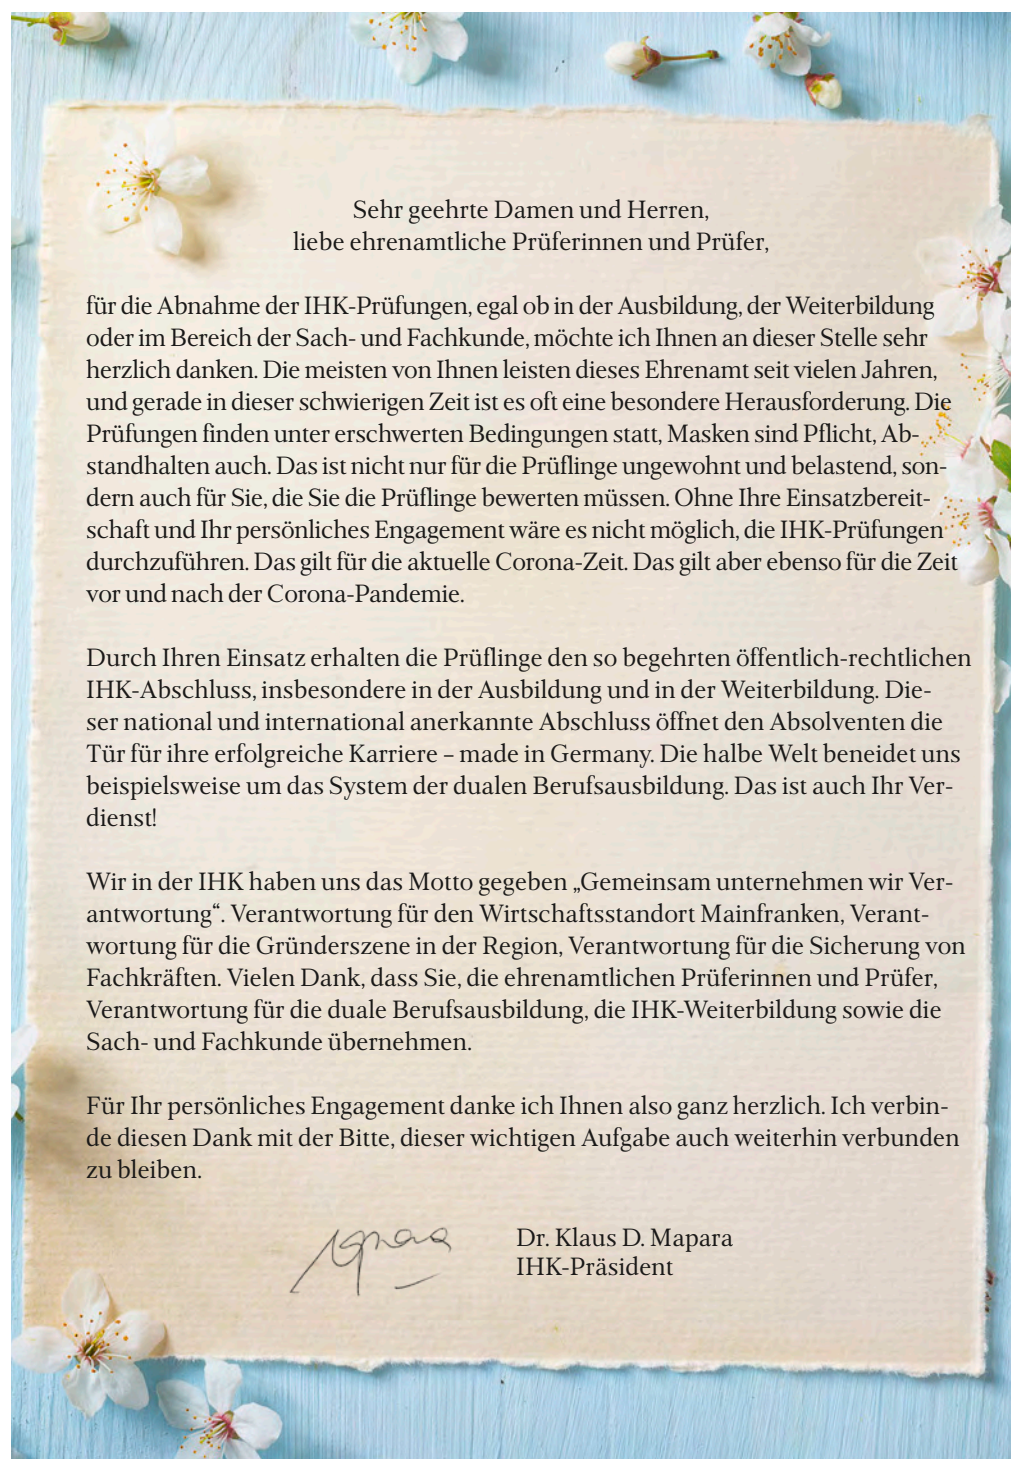 Sehr geehrte Damen und Herren,
liebe ehrenamtliche Prüferinnen und Prüfer,
für die Abnahme der IHK-Prüfungen, egal ob in der Ausbildung, der Weiterbildung
oder im Bereich der Sach- und Fachkunde, möchte ich Ihnen an dieser Stelle sehr
herzlich danken. Die meisten von Ihnen leisten dieses Ehrenamt seit vielen Jahren,
und gerade in dieser schwierigen Zeit ist es oft eine besondere Herausforderung. Die
Prüfungen finden unter erschwerten Bedingungen statt, Masken sind Pflicht, Ab-
standhalten auch. Das ist nicht nur für die Prüflinge ungewohnt und belastend, son-
dern auch für Sie, die Sie die Prüflinge bewerten müssen. Ohne Ihre Einsatzbereit-
schaft und Ihr persönliches Engagement wäre es nicht möglich, die IHK-Prüfungen
durchzuführen. Das gilt für die aktuelle Corona-Zeit. Das gilt aber ebenso für die Zeit
vor und nach der Corona-Pandemie.
Durch Ihren Einsatz erhalten die Prüflinge den so begehrten öffentlich-rechtlichen
IHK-Abschluss, insbesondere in der Ausbildung und in der Weiterbildung. Die-
ser national und international anerkannte Abschluss öffnet den Absolventen die
Tür für ihre erfolgreiche Karriere – made in Germany. Die halbe Welt beneidet uns
beispielsweise um das System der dualen Berufsausbildung. Das ist auch Ihr Ver-
dienst!
Wir in der IHK haben uns das Motto gegeben „Gemeinsam unternehmen wir Ver-
antwortung“. Verantwortung für den Wirtschaftsstandort Mainfranken, Verant-
wortung für die Gründerszene in der Region, Verantwortung für die Sicherung von
Fachkräften. Vielen Dank, dass Sie, die ehrenamtlichen Prüferinnen und Prüfer,
Verantwortung für die duale Berufsausbildung, die IHK-Weiterbildung sowie die
Sach- und Fachkunde übernehmen.
Für Ihr persönliches Engagement danke ich Ihnen also ganz herzlich. Ich verbin-
de diesen Dank mit der Bitte, dieser wichtigen Aufgabe auch weiterhin verbunden
zu bleiben.
Dr. Klaus D. Mapara
IHK-Präsident